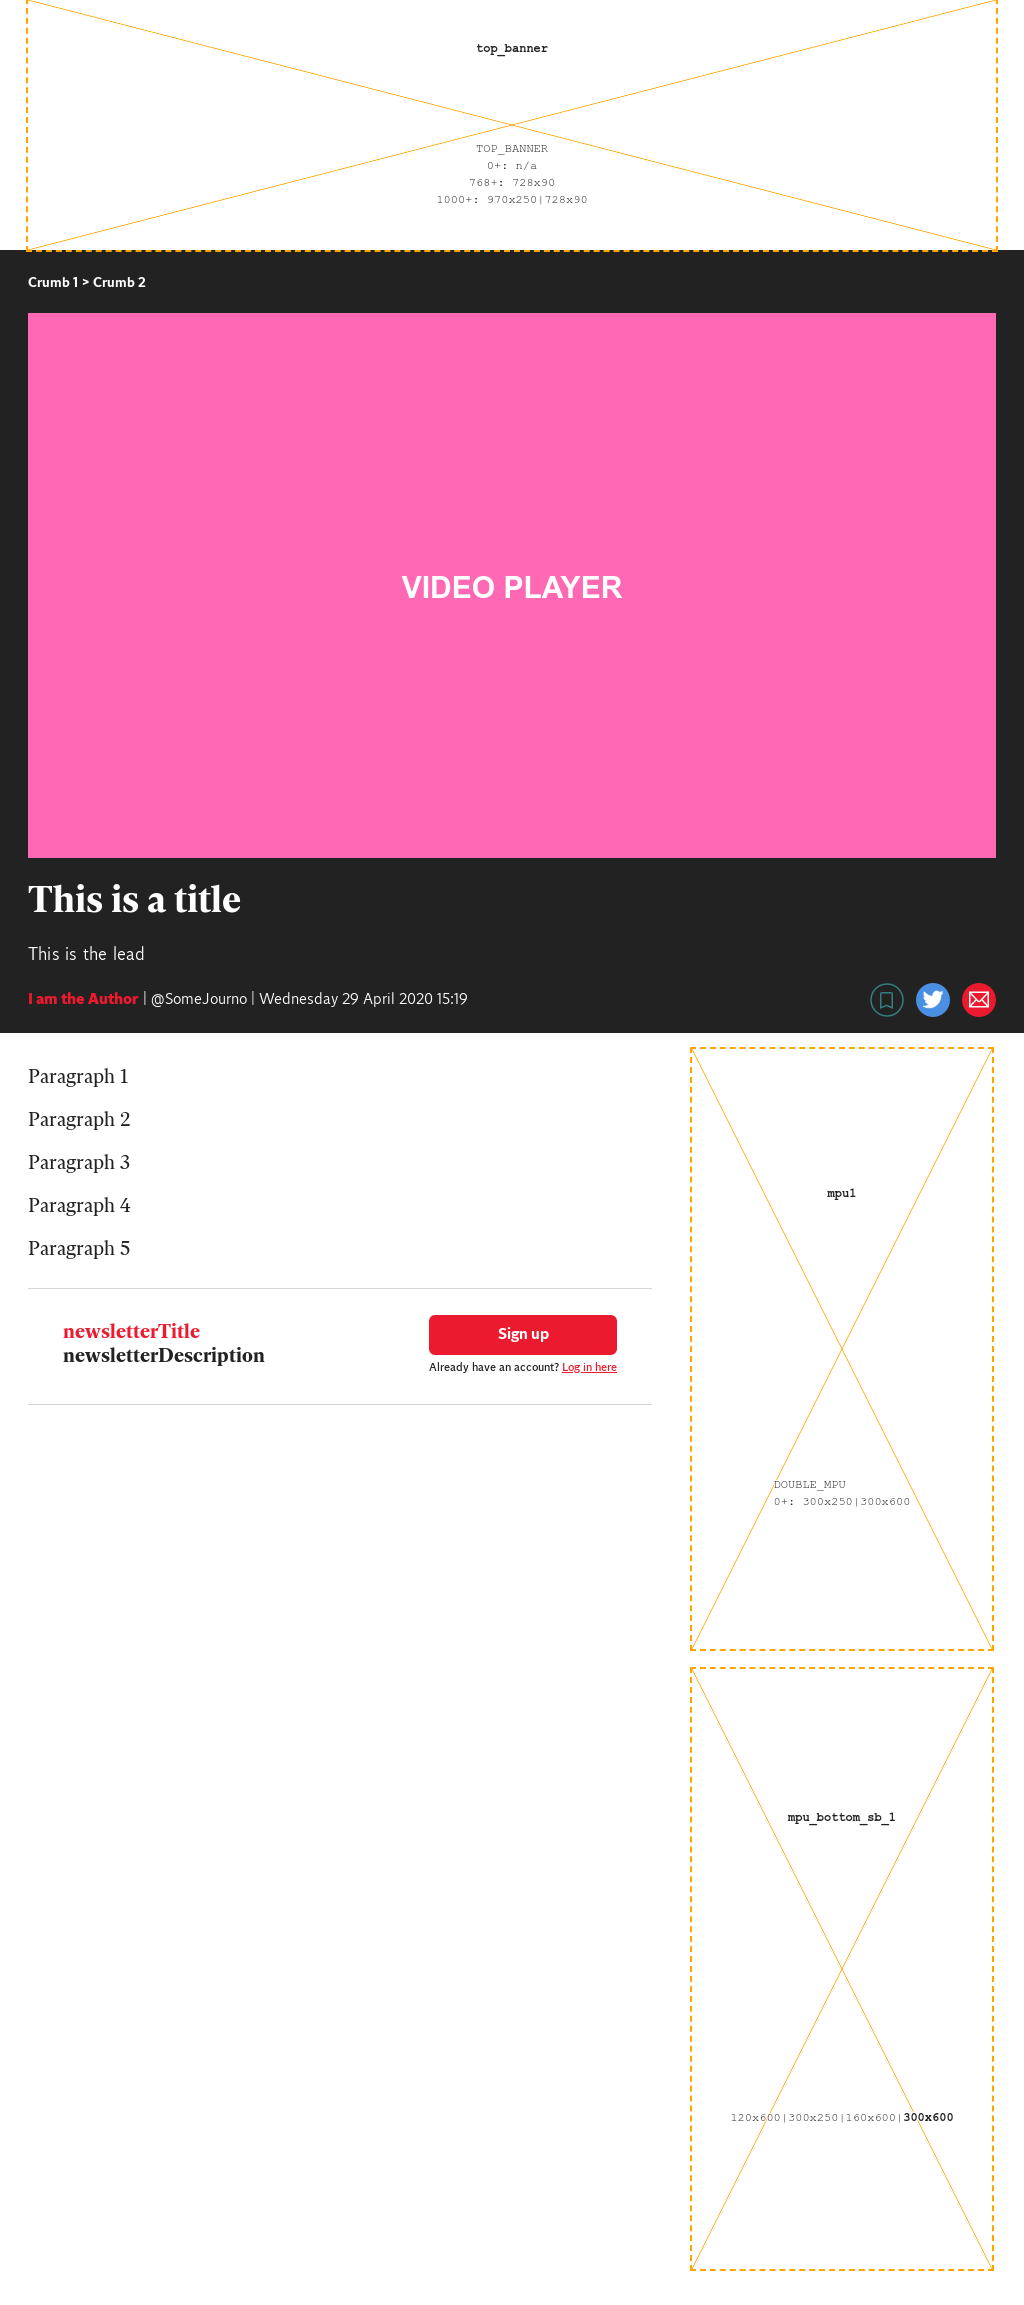 top_banner
TOP_BANNER
0+: n/a
768+: 728x90
1000+: 970x250|728x90
Crumb 1 > Crumb 2
VIDEO PLAYER
This is a title
This is the lead
I am the Author | @SomeJourno | Wednesday 29 April 2020 15:19
Paragraph 1
Paragraph 2
Paragraph 3
Paragraph 4
Paragraph 5
newsletterTitle
newsletterDescription
Sign up
Already have an account? Log in here
mpu1
DOUBLE_MPU
0+: 300x250|300x600
mpu_bottom_sb_1
120x600|300x250|160x600|300x600